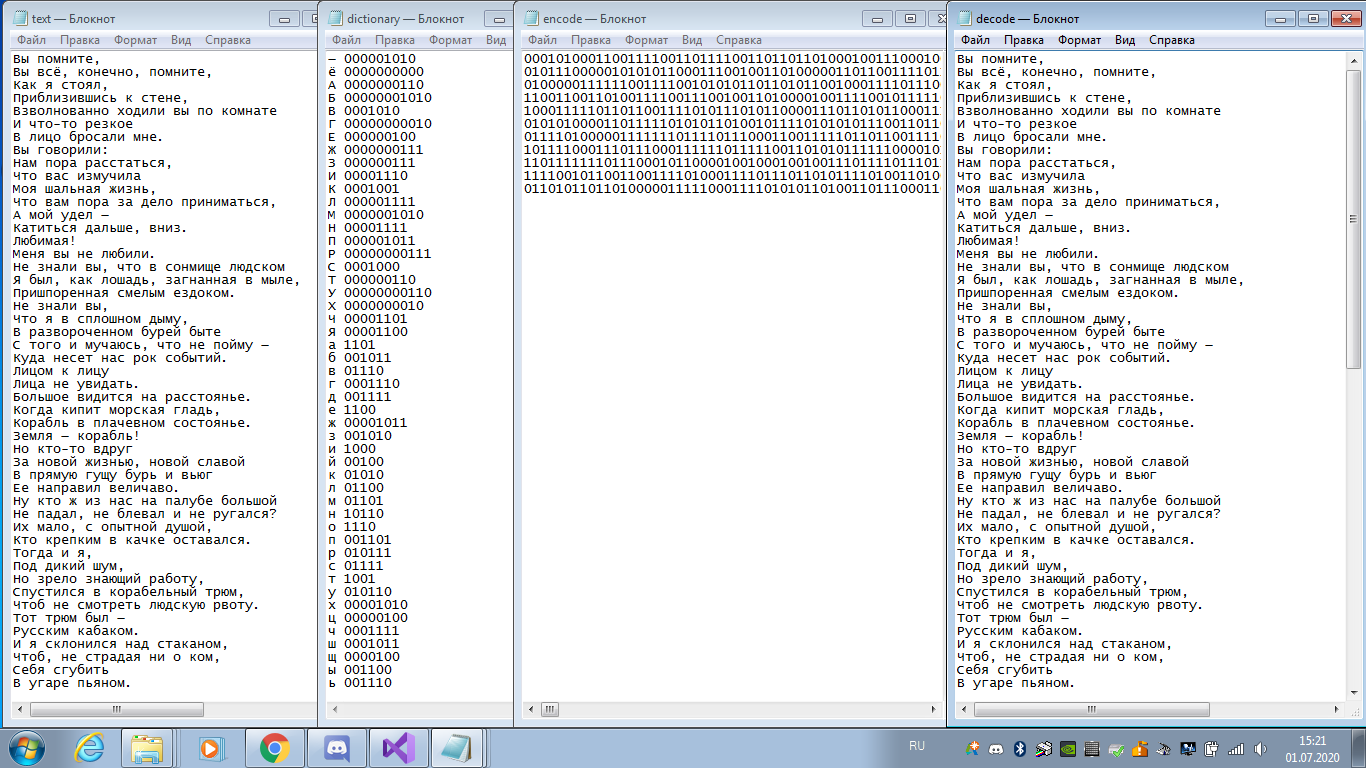 text — Блокнот
Файл Правка Формат Вид Справка
Вы помните,
Вы всё, конечно, помните,
Как я стоял,
Приблизившись к стене,
Взволнованно ходили вы по комнате
И что-то резкое
В лицо бросали мне.
Вы говорили:
Нам пора расстаться,
Что вас измучила
Моя шальная жизнь,
Что вам пора за дело приниматься,
А мой удел –
Катиться дальше, вниз.
Любимая!
Меня вы не любили.
Не знали вы, что в сонмище людском
Я был, как лошадь, загнанная в мыле,
Пришпоренная смелым ездоком.
Не знали вы,
Что я в сплошном дыму,
В развороченном бурей быте
С того и мучаюсь, что не пойму –
Куда несет нас рок событий.
Лицом к лицу
Лица не увидать.
Большое видится на расстоянье.
Когда кипит морская гладь,
Корабль в плачевном состоянье.
Земля – корабль!
Но кто-то вдруг
За новой жизнью, новой славой
В прямую гущу бурь и вьюг
Ее направил величаво.
Ну кто ж из нас на палубе большой
Не падал, не блевал и не ругался?
Их мало, с опытной душой,
Кто крепким в качке оставался.
Тогда и я,
Под дикий шум,
Но зрело знающий работу,
Спустился в корабельный трюм,
Чтоб не смотреть людскую рвоту.
Тот трюм был –
Русским кабаком.
И я склонился над стаканом,
Чтоб, не страдая ни о ком,
Себя сгубить
В угаре пьяном.
dictionary — Блокнот
Файл Правка Формат Вид
– 000001010
ё 0000000000
А 0000000110
Б 00000001010
В 0001010
Г 00000000010
Е 000000100
Ж 0000000111
З 000000111
И 00001110
К 0001001
Л 000001111
М 0000001010
Н 00001111
П 000001011
Р 00000000111
С 0001000
Т 000000110
У 00000000110
Х 0000000010
Ч 00001101
Я 00001100
а 1101
б 001011
в 01110
г 0001110
д 001111
е 1100
ж 00001011
з 001010
и 1000
й 00100
к 01010
л 01100
м 01101
н 10110
о 1110
п 001101
р 010111
с 01111
т 1001
у 010110
х 00001010
ц 00000100
ч 0001111
ш 0001011
щ 0000100
ы 001100
ь 001110
encode — Блокнот
Файл Правка Формат Вид Справка
decode — Блокнот
Файл Правка Формат Вид Справка
Вы помните,
Вы всё, конечно, помните,
Как я стоял,
Приблизившись к стене,
Взволнованно ходили вы по комнате
И что-то резкое
В лицо бросали мне.
Вы говорили:
Нам пора расстаться,
Что вас измучила
Моя шальная жизнь,
Что вам пора за дело приниматься,
А мой удел –
Катиться дальше, вниз.
Любимая!
Меня вы не любили.
Не знали вы, что в сонмище людском
Я был, как лошадь, загнанная в мыле,
Пришпоренная смелым ездоком.
Не знали вы,
Что я в сплошном дыму,
В развороченном бурей быте
С того и мучаюсь, что не пойму –
Куда несет нас рок событий.
Лицом к лицу
Лица не увидать.
Большое видится на расстоянье.
Когда кипит морская гладь,
Корабль в плачевном состоянье.
Земля – корабль!
Но кто-то вдруг
За новой жизнью, новой славой
В прямую гущу бурь и вьюг
Ее направил величаво.
Ну кто ж из нас на палубе большой
Не падал, не блевал и не ругался?
Их мало, с опытной душой,
Кто крепким в качке оставался.
Тогда и я,
Под дикий шум,
Но зрело знающий работу,
Спустился в корабельный трюм,
Чтоб не смотреть людскую рвоту.
Тот трюм был –
Русским кабаком.
И я склонился над стаканом,
Чтоб, не страдая ни о ком,
Себя сгубить
В угаре пьяном.
RU
15:21
01.07.2020